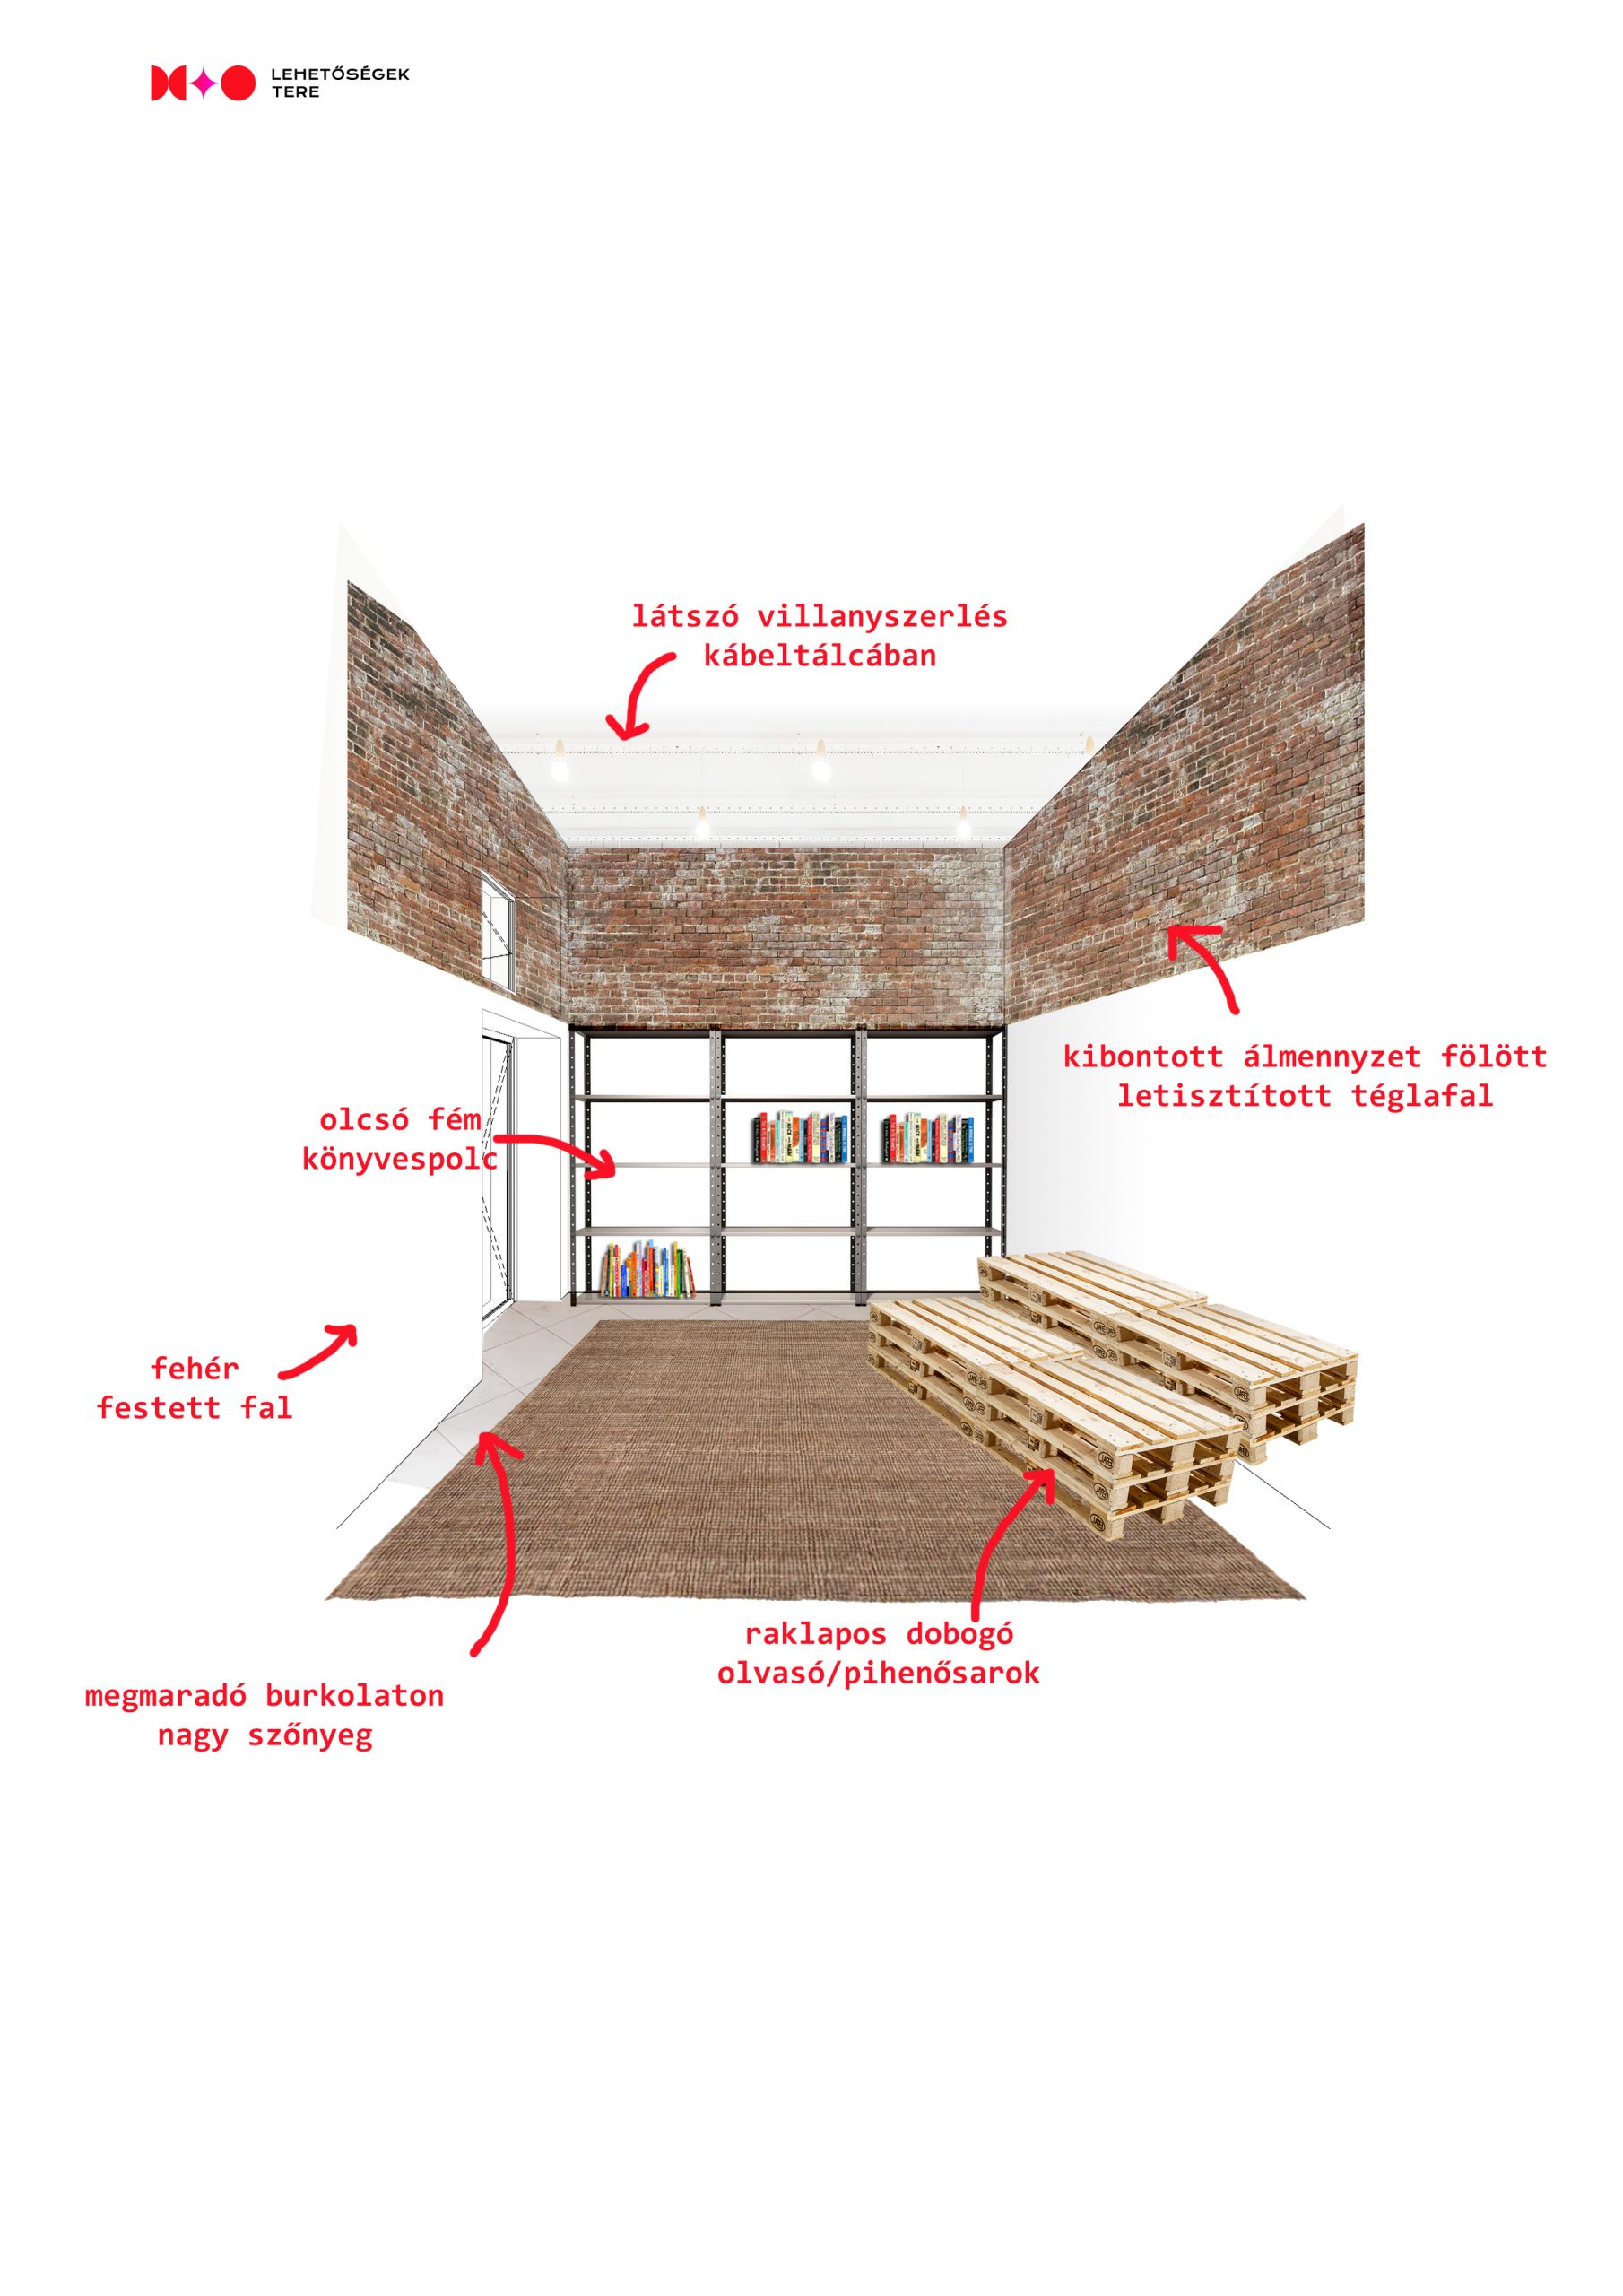 LEHETŐSÉGEK
TERE
látszó villanyszerlés
kábeltálcában
kibontott álmennyzet fölött
letisztított téglafal
olcsó fém
könyvespolc
fehér
festett fal
raklapos dobogó
olvasó/pihenősarok
megmaradó burkolaton
nagy szőnyeg